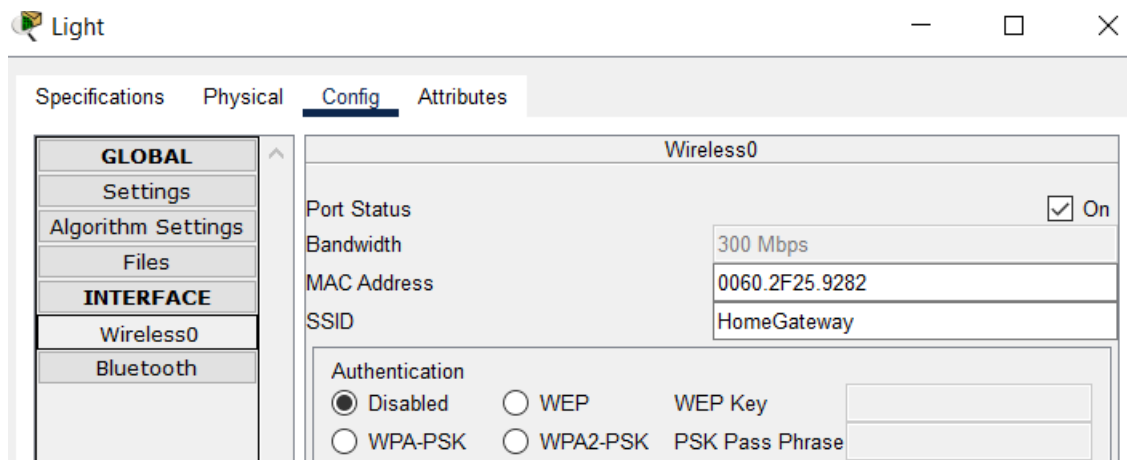 Light
Specifications Physical Config Attributes
GLOBAL
Settings
Algorithm Settings
Files
INTERFACE
Wireless0
Bluetooth
Wireless0
Port Status On
Bandwidth 300 Mbps
MAC Address 0060.2F25.9282
SSID HomeGateway
Authentication
Disabled WEP WEP Key
WPA-PSK WPA2-PSK PSK Pass Phrase